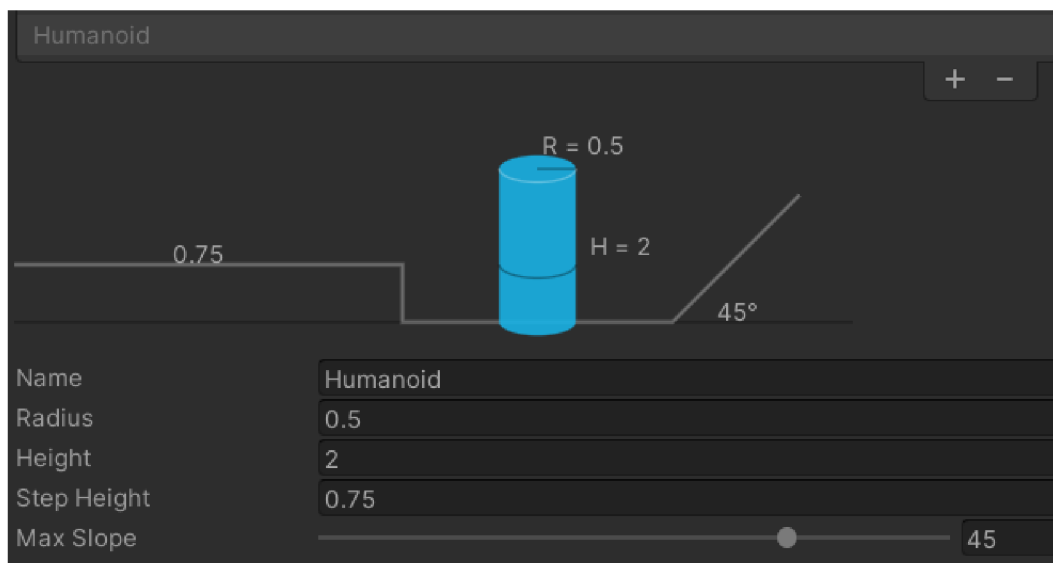 Humanoid
+ −
R = 0.5
0.75
H = 2
45°
Name Humanoid
Radius 0.5
Height 2
Step Height 0.75
Max Slope 45